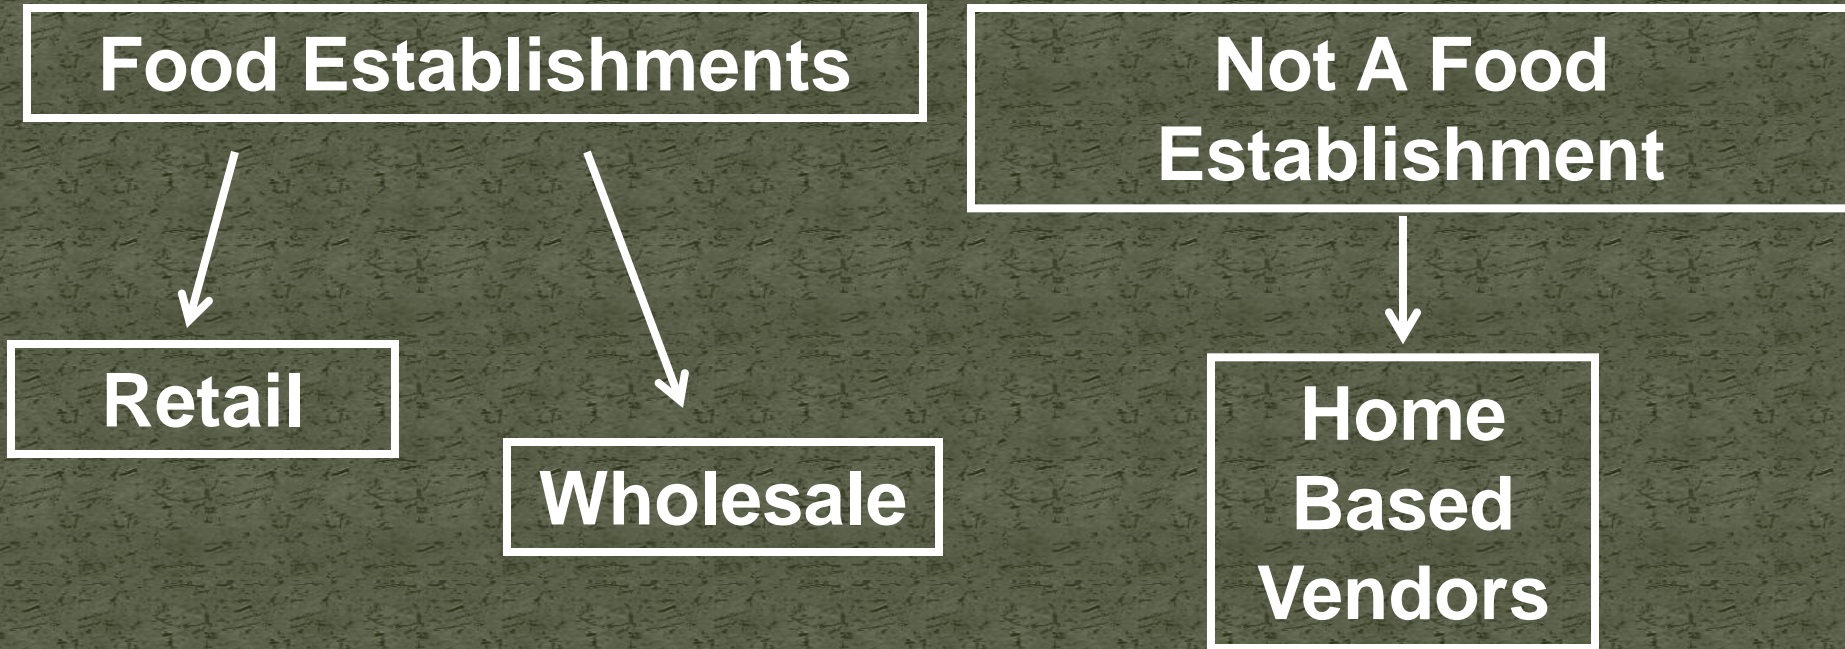 Food Establishments
Not A Food
Establishment
Retail
Wholesale
Home
Based
Vendors